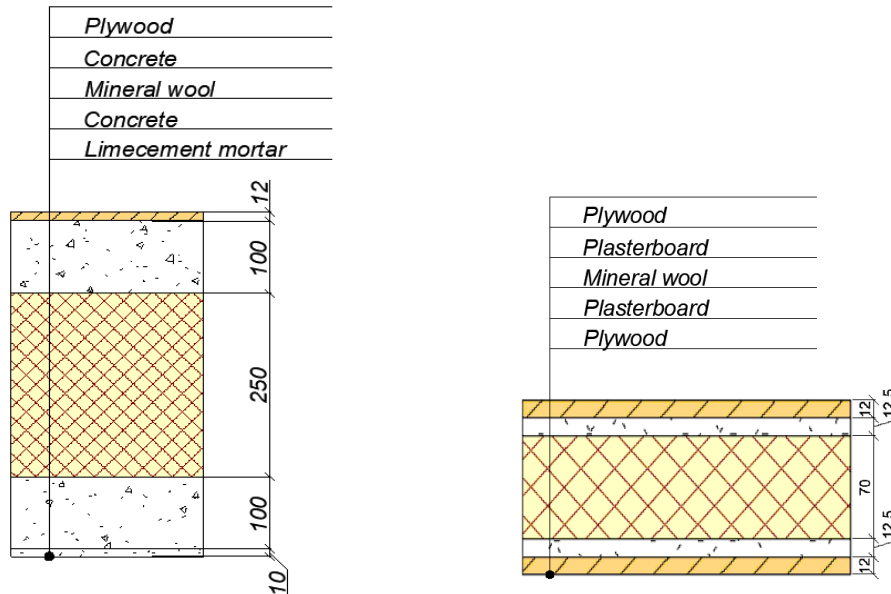 Plywood
Concrete
Mineral wool
Concrete
Limecement mortar
12
100
250
100
10
Plywood
Plasterboard
Mineral wool
Plasterboard
Plywood
12
12.5
70
12.5
12